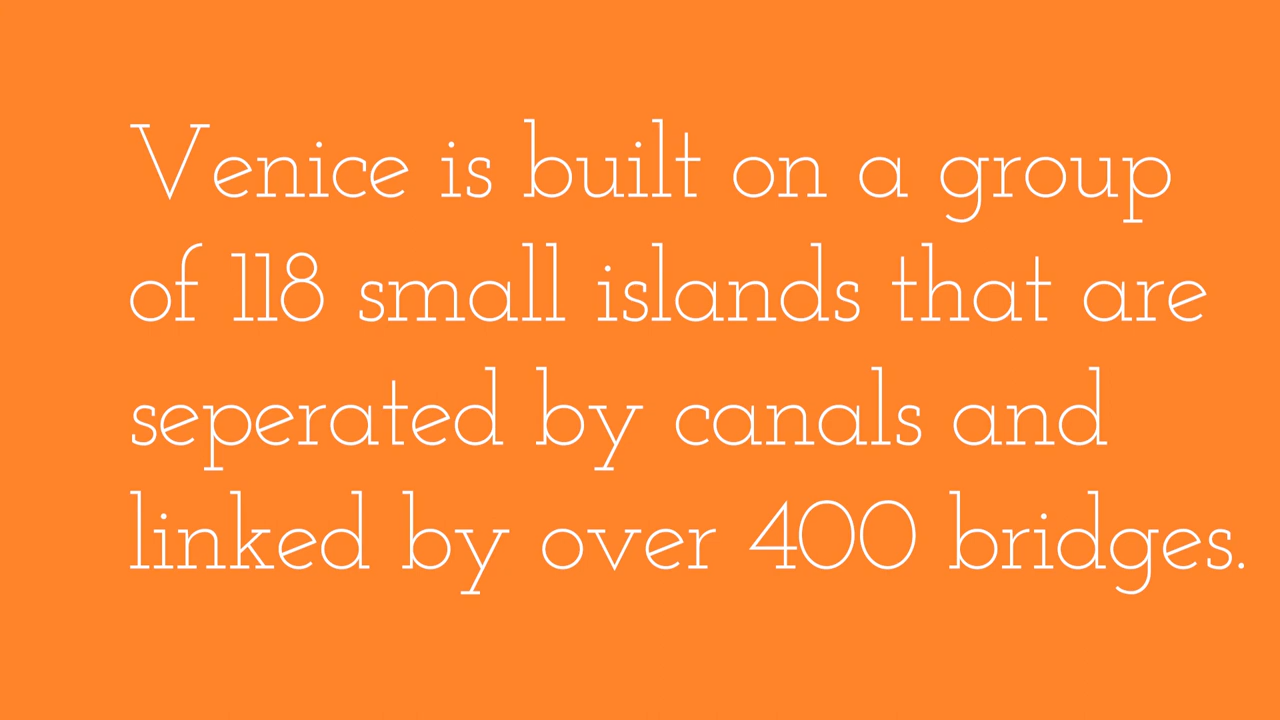 Venice is built on a group
of 118 small islands that are
seperated by canals and
linked by over 400 bridges.